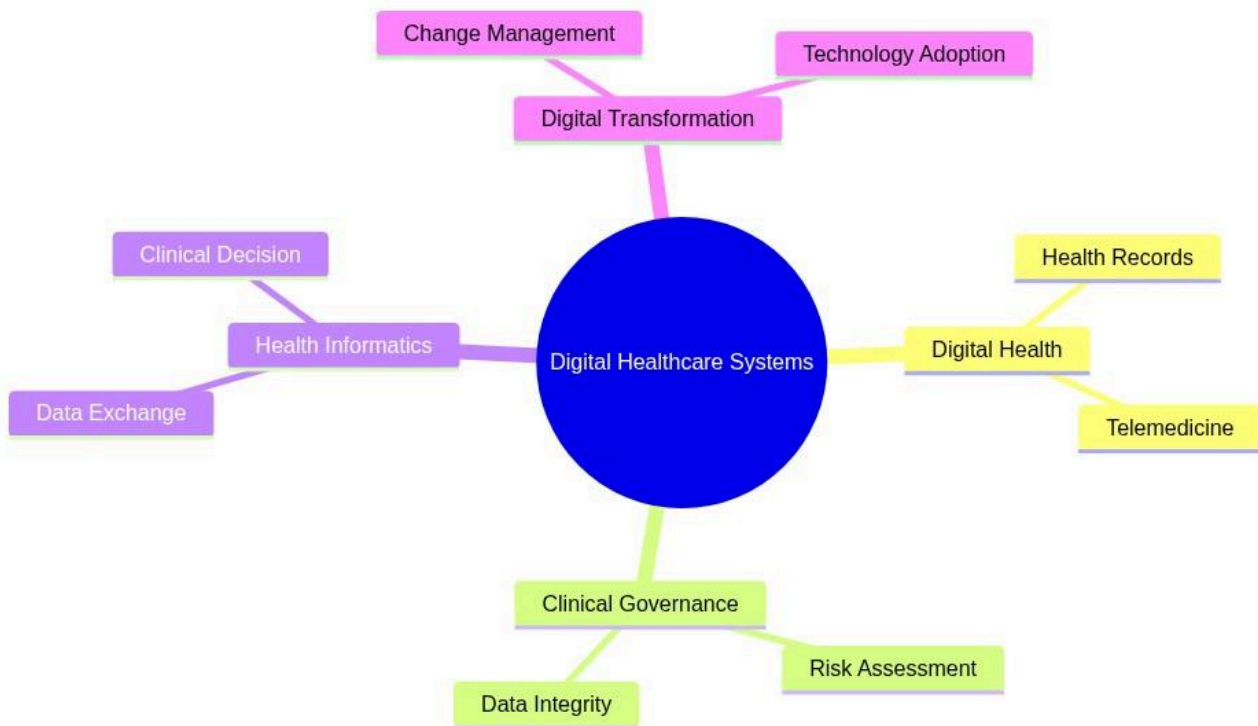 Change Management
Technology Adoption
Digital Transformation
Clinical Decision
Health Records
Health Informatics
Digital Healthcare Systems
Digital Health
Data Exchange
Telemedicine
Clinical Governance
Risk Assessment
Data Integrity